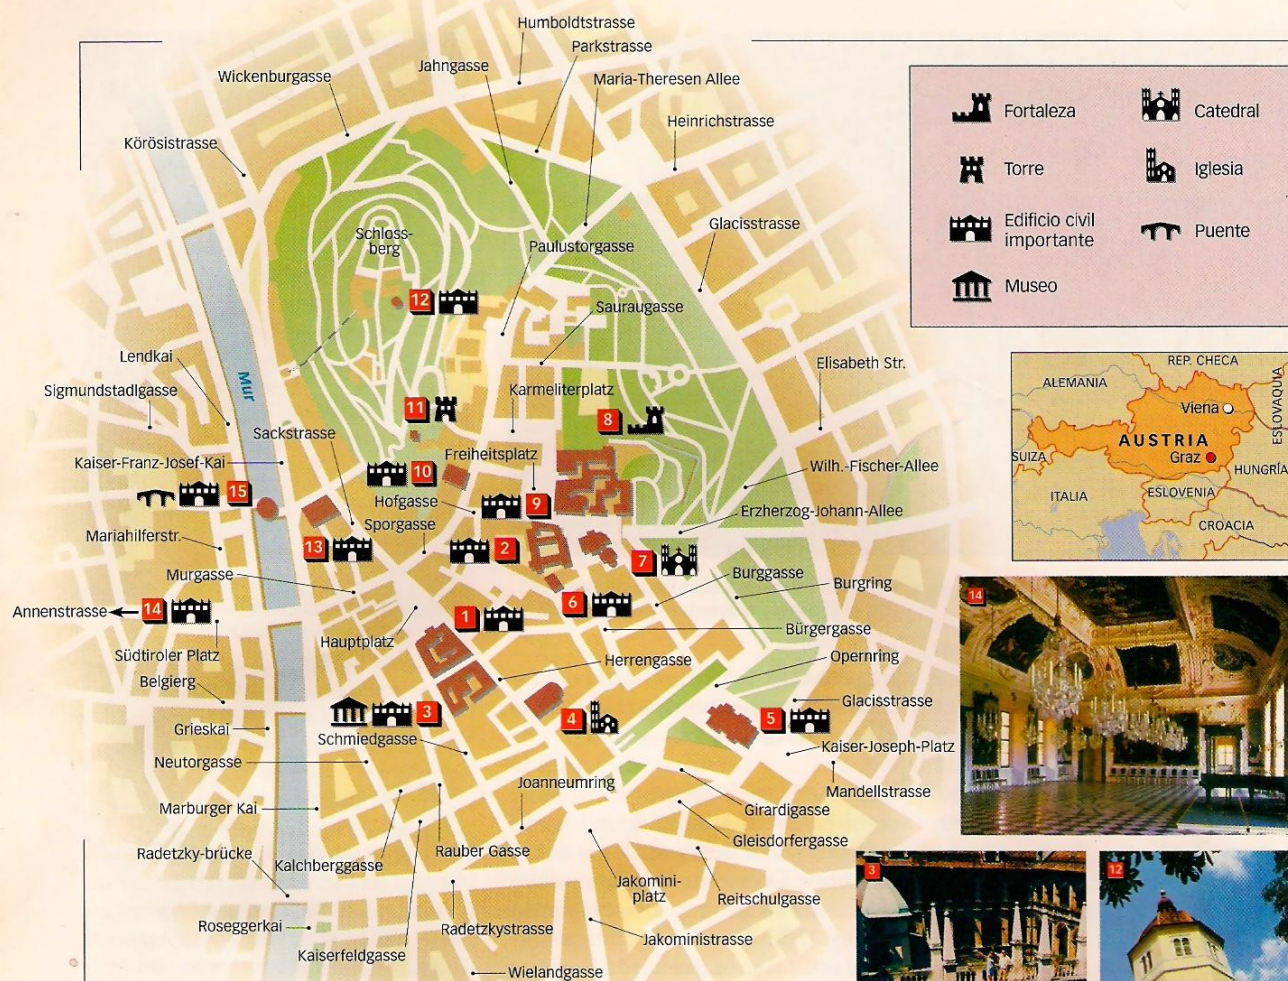 Humboldtstrasse
Parkstrasse
Jahngasse
Maria-Theresen Allee
Wickenburggasse
Heinrichstrasse
Körösistrasse
Glacisstrasse
Schloss-
berg
Paulustorgasse
12
Sauraugasse
Lendkai
Mur
Elisabeth Str.
Sigmundstadlgasse
Karmeliterplatz
11
8
Sackstrasse
Freiheitsplatz
Kaiser-Franz-Josef-Kai
10
Wilh.-Fischer-Allee
15
Hofgasse
9
Erzherzog-Johann-Allee
Sporgasse
Mariahilferstr.
13
2
7
Murgasse
Burggasse
Burgring
Annenstrasse
14
6
1
Hauptplatz
Bürgergasse
Südtiroler Platz
Herrengasse
Opernring
Belgierg
Glacisstrasse
3
4
5
Grieskai
Schmiedgasse
Kaiser-Joseph-Platz
Neutorgasse
Joanneumring
Mandellstrasse
Marburger Kai
Girardigasse
Gleisdorfergasse
Radetzky-brücke
Kalchberggasse
Rauber Gasse
Jakomini-
platz
Reitschulgasse
Roseggerkai
Radetzkystrasse
Jakoministrasse
Kaiserfeldgasse
Wielandgasse
Fortaleza
Catedral
Torre
Iglesia
Edificio civil
importante
Puente
Museo
REP. CHECA
ALEMANIA
ESLOVAQUIA
Viena
AUSTRIA
Graz
SUIZA
HUNGRÍA
ITALIA
ESLOVENIA
CROACIA
14
3
12